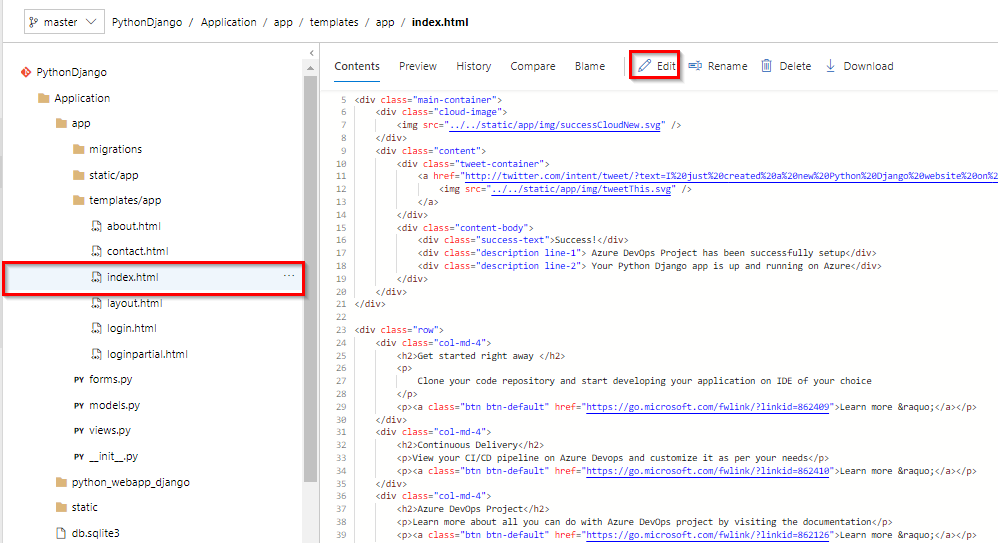 master PythonDjango / Application / app / templates / app / index.html
PythonDjango
Application
app
migrations
static/app
templates/app
about.html
contact.html
index.html ...
layout.html
login.html
loginpartial.html
PY forms.py
PY models.py
PY views.py
PY __init__.py
python_webapp_django
static
db.sqlite3
Contents Preview History Compare Blame Edit Rename Delete Download
5 <div class="main-container">
6 <div class="cloud-image">
7 <img src="../../static/app/img/successCloudNew.svg" />
8 </div>
9 <div class="content">
10 <div class="tweet-container">
11 <a href="http://twitter.com/intent/tweet/?text=I%20just%20created%20a%20new%20Python%20Django%20website%20on%2
12 <img src="../../static/app/img/tweetThis.svg" />
13 </a>
14 </div>
15 <div class="content-body">
16 <div class="success-text">Success!</div>
17 <div class="description line-1"> Azure DevOps Project has been successfully setup</div>
18 <div class="description line-2"> Your Python Django app is up and running on Azure</div>
19 </div>
20 </div>
21 </div>
22
23 <div class="row">
24 <div class="col-md-4">
25 <h2>Get started right away </h2>
26 <p>
27 Clone your code repository and start developing your application on IDE of your choice
28 </p>
29 <p><a class="btn btn-default" href="https://go.microsoft.com/fwlink/?linkid=862409">Learn more &raquo;</a></p>
30 </div>
31 <div class="col-md-4">
32 <h2>Continuous Delivery</h2>
33 <p>View your CI/CD pipeline on Azure Devops and customize it as per your needs</p>
34 <p><a class="btn btn-default" href="https://go.microsoft.com/fwlink/?linkid=862410">Learn more &raquo;</a></p>
35 </div>
36 <div class="col-md-4">
37 <h2>Azure DevOps Project</h2>
38 <p>Learn more about all you can do with Azure DevOps project by visiting the documentation</p>
39 <p><a class="btn btn-default" href="https://go.microsoft.com/fwlink/?linkid=862126">Learn more &raquo;</a></p>